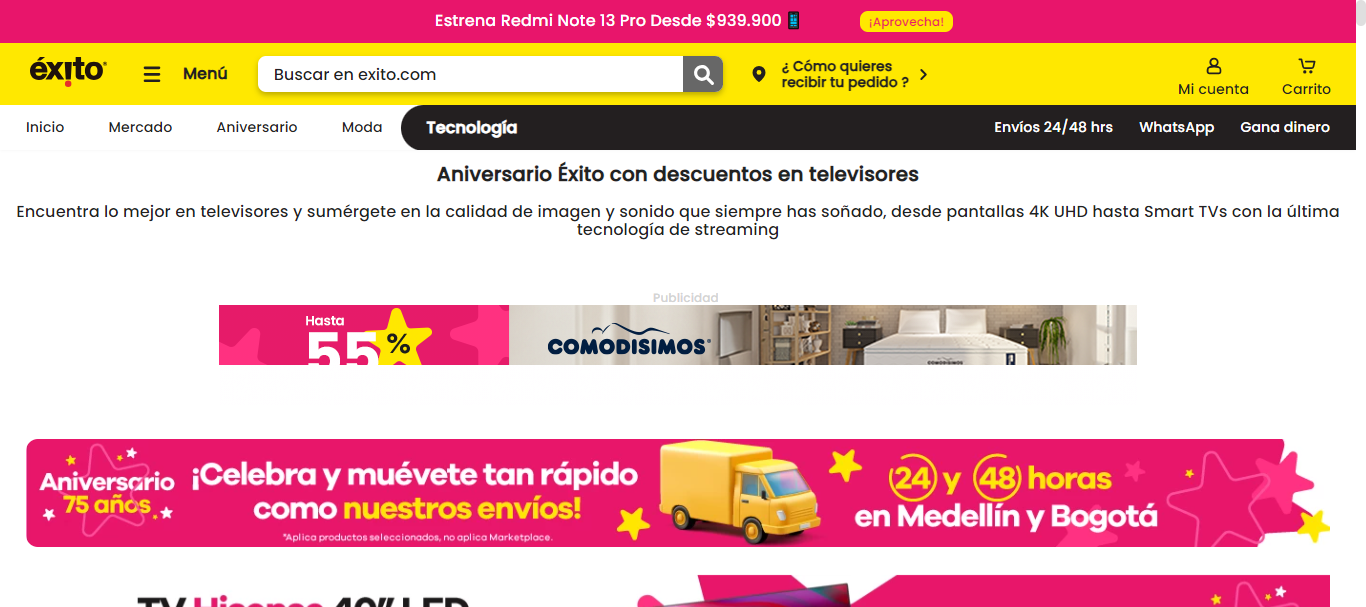 Estrena Redmi Note 13 Pro Desde $939.900
¡Aprovecha!
éxito
Menú
Buscar en exito.com
¿ Cómo quieres
recibir tu pedido ?
Mi cuenta
Carrito
Inicio
Mercado
Aniversario
Moda
Tecnología
Envíos 24/48 hrs
WhatsApp
Gana dinero
Aniversario Éxito con descuentos en televisores
Encuentra lo mejor en televisores y sumérgete en la calidad de imagen y sonido que siempre has soñado, desde pantallas 4K UHD hasta Smart TVs con la última
tecnología de streaming
Publicidad
Hasta
55%
COMODISIMOS
COMODISIMOS
Aniversario
75 años.
¡Celebra y muévete tan rápido
como nuestros envíos!
*Aplica productos seleccionados, no aplica Marketplace.
24 y 48 horas
en Medellín y Bogotá
TV Hisense 40" LED